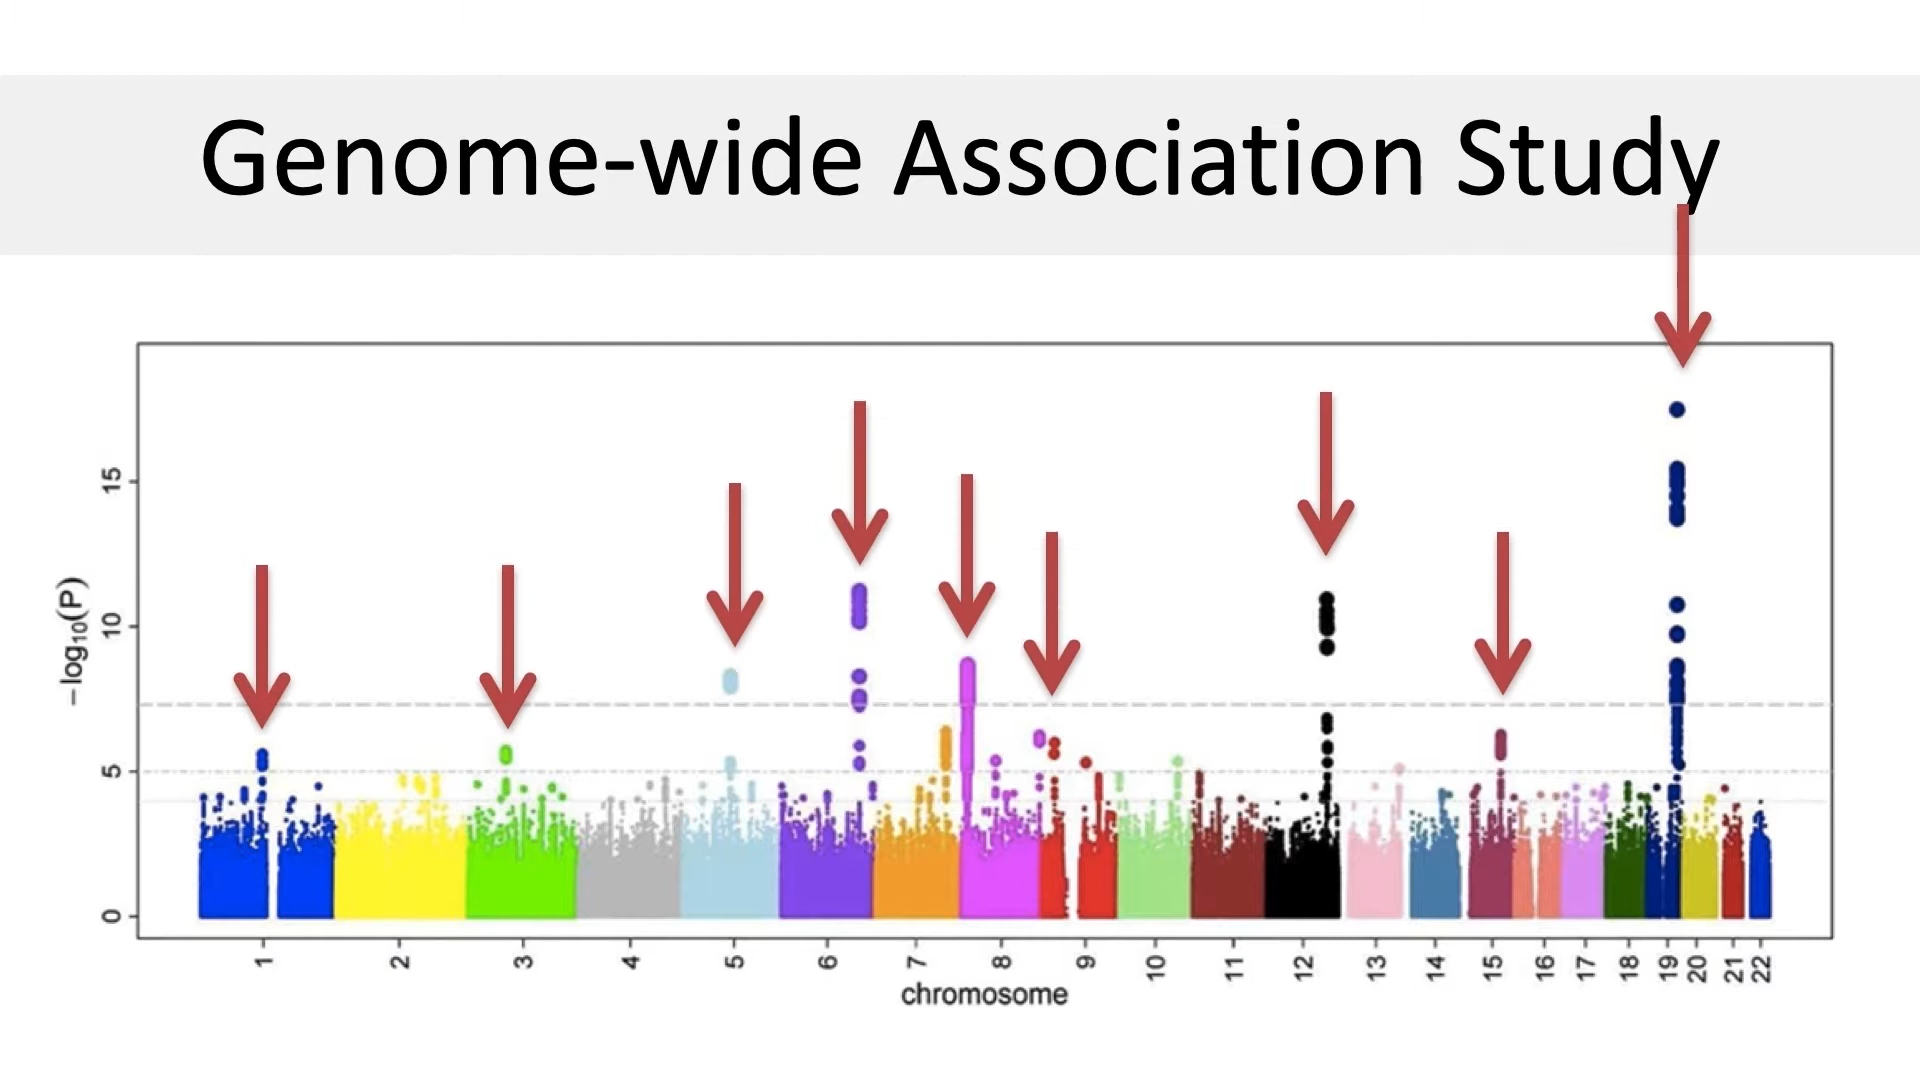 Genome-wide Association Study
−log₁₀(P)
15
10
5
0
1 2 3 4 5 6 7 8 9 10 11 12 13 14 15 16 17 18 19 20 21 22
chromosome